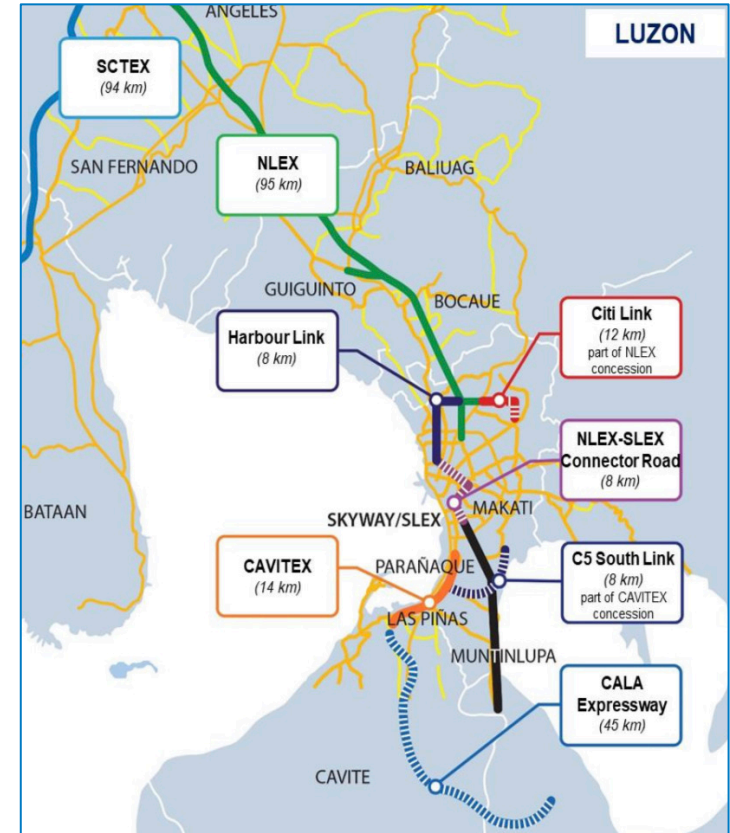 ANGELES
LUZON
SCTEX
(94 km)
SAN FERNANDO
NLEX
(95 km)
BALIUAG
GUIGUINTO
BOCAUE
Harbour Link
(8 km)
Citi Link
(12 km)
part of NLEX
concession
NLEX-SLEX
Connector Road
(8 km)
BATAAN
MAKATI
SKYWAY/SLEX
CAVITEX
(14 km)
PARAÑAQUE
C5 South Link
(8 km)
part of CAVITEX
concession
LAS PIÑAS
MUNTINLUPA
CALA
Expressway
(45 km)
CAVITE